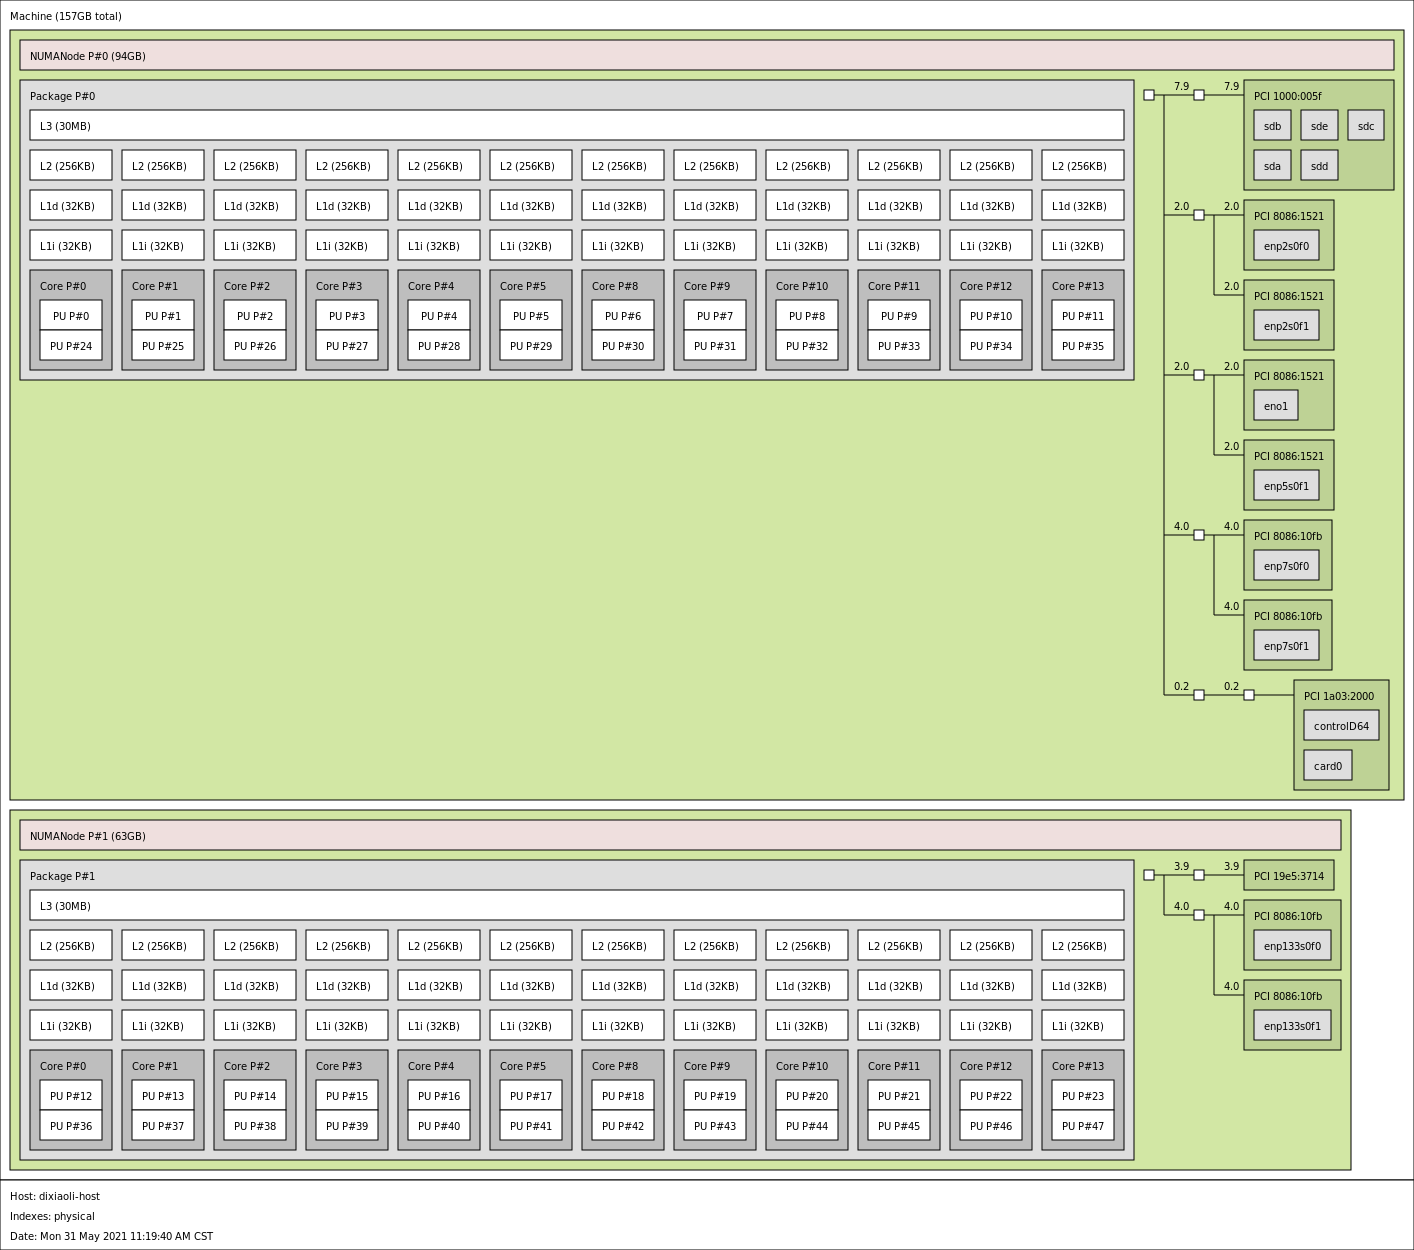 Machine (157GB total)
NUMANode P#0 (94GB)
Package P#0
L3 (30MB)
L2 (256KB) L2 (256KB) L2 (256KB) L2 (256KB) L2 (256KB) L2 (256KB) L2 (256KB) L2 (256KB) L2 (256KB) L2 (256KB) L2 (256KB) L2 (256KB)
L1d (32KB) L1d (32KB) L1d (32KB) L1d (32KB) L1d (32KB) L1d (32KB) L1d (32KB) L1d (32KB) L1d (32KB) L1d (32KB) L1d (32KB) L1d (32KB)
L1i (32KB) L1i (32KB) L1i (32KB) L1i (32KB) L1i (32KB) L1i (32KB) L1i (32KB) L1i (32KB) L1i (32KB) L1i (32KB) L1i (32KB) L1i (32KB)
Core P#0 Core P#1 Core P#2 Core P#3 Core P#4 Core P#5 Core P#8 Core P#9 Core P#10 Core P#11 Core P#12 Core P#13
PU P#0 PU P#1 PU P#2 PU P#3 PU P#4 PU P#5 PU P#6 PU P#7 PU P#8 PU P#9 PU P#10 PU P#11
PU P#24 PU P#25 PU P#26 PU P#27 PU P#28 PU P#29 PU P#30 PU P#31 PU P#32 PU P#33 PU P#34 PU P#35
7.9 7.9 PCI 1000:005f
sdb sde sdc
sda sdd
2.0 2.0 PCI 8086:1521
enp2s0f0
2.0 PCI 8086:1521
enp2s0f1
2.0 2.0 PCI 8086:1521
eno1
2.0 PCI 8086:1521
enp5s0f1
4.0 4.0 PCI 8086:10fb
enp7s0f0
4.0 PCI 8086:10fb
enp7s0f1
0.2 0.2 PCI 1a03:2000
controlD64
card0
NUMANode P#1 (63GB)
Package P#1
L3 (30MB)
L2 (256KB) L2 (256KB) L2 (256KB) L2 (256KB) L2 (256KB) L2 (256KB) L2 (256KB) L2 (256KB) L2 (256KB) L2 (256KB) L2 (256KB) L2 (256KB)
L1d (32KB) L1d (32KB) L1d (32KB) L1d (32KB) L1d (32KB) L1d (32KB) L1d (32KB) L1d (32KB) L1d (32KB) L1d (32KB) L1d (32KB) L1d (32KB)
L1i (32KB) L1i (32KB) L1i (32KB) L1i (32KB) L1i (32KB) L1i (32KB) L1i (32KB) L1i (32KB) L1i (32KB) L1i (32KB) L1i (32KB) L1i (32KB)
Core P#0 Core P#1 Core P#2 Core P#3 Core P#4 Core P#5 Core P#8 Core P#9 Core P#10 Core P#11 Core P#12 Core P#13
PU P#12 PU P#13 PU P#14 PU P#15 PU P#16 PU P#17 PU P#18 PU P#19 PU P#20 PU P#21 PU P#22 PU P#23
PU P#36 PU P#37 PU P#38 PU P#39 PU P#40 PU P#41 PU P#42 PU P#43 PU P#44 PU P#45 PU P#46 PU P#47
3.9 3.9 PCI 19e5:3714
4.0 4.0 PCI 8086:10fb
enp133s0f0
4.0 PCI 8086:10fb
enp133s0f1
Host: dixiaoli-host
Indexes: physical
Date: Mon 31 May 2021 11:19:40 AM CST